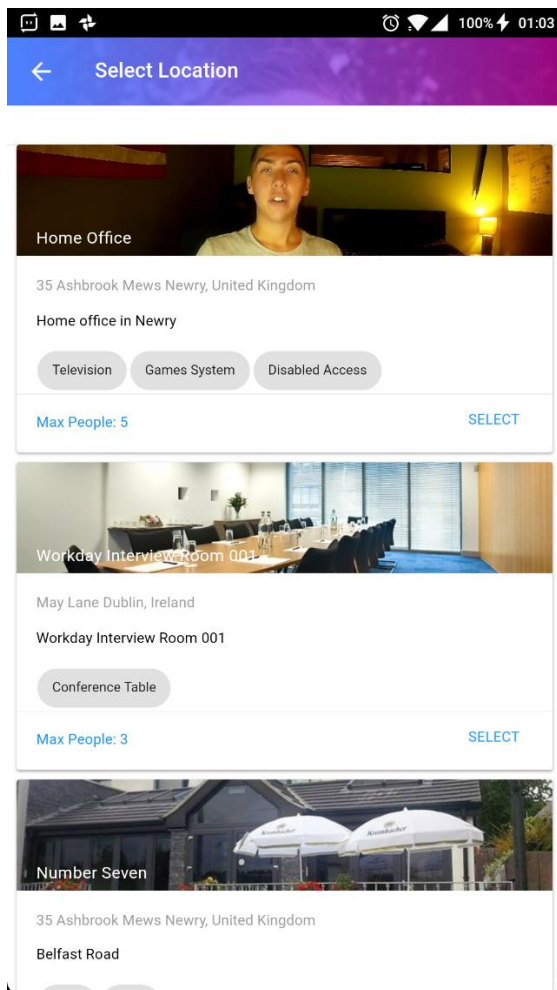 100% 01:03
Select Location
Home Office
35 Ashbrook Mews Newry, United Kingdom
Home office in Newry
Television Games System Disabled Access
Max People: 5 SELECT
Workday Interview Room 001
May Lane Dublin, Ireland
Workday Interview Room 001
Conference Table
Max People: 3 SELECT
Krombacher Krombacher
Number Seven
35 Ashbrook Mews Newry, United Kingdom
Belfast Road